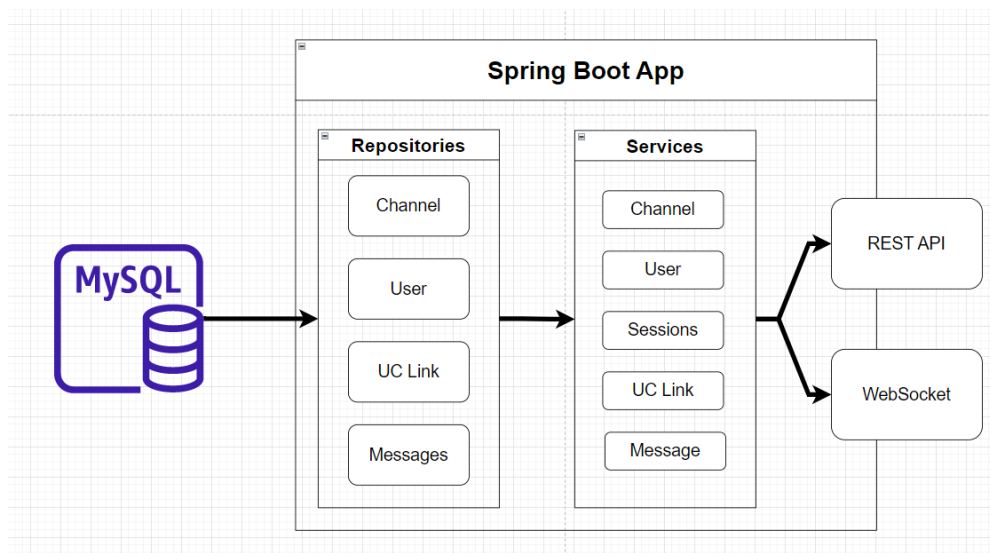 Spring Boot App
Repositories
Channel
User
UC Link
Messages
Services
Channel
User
Sessions
UC Link
Message
MySQL
REST API
WebSocket